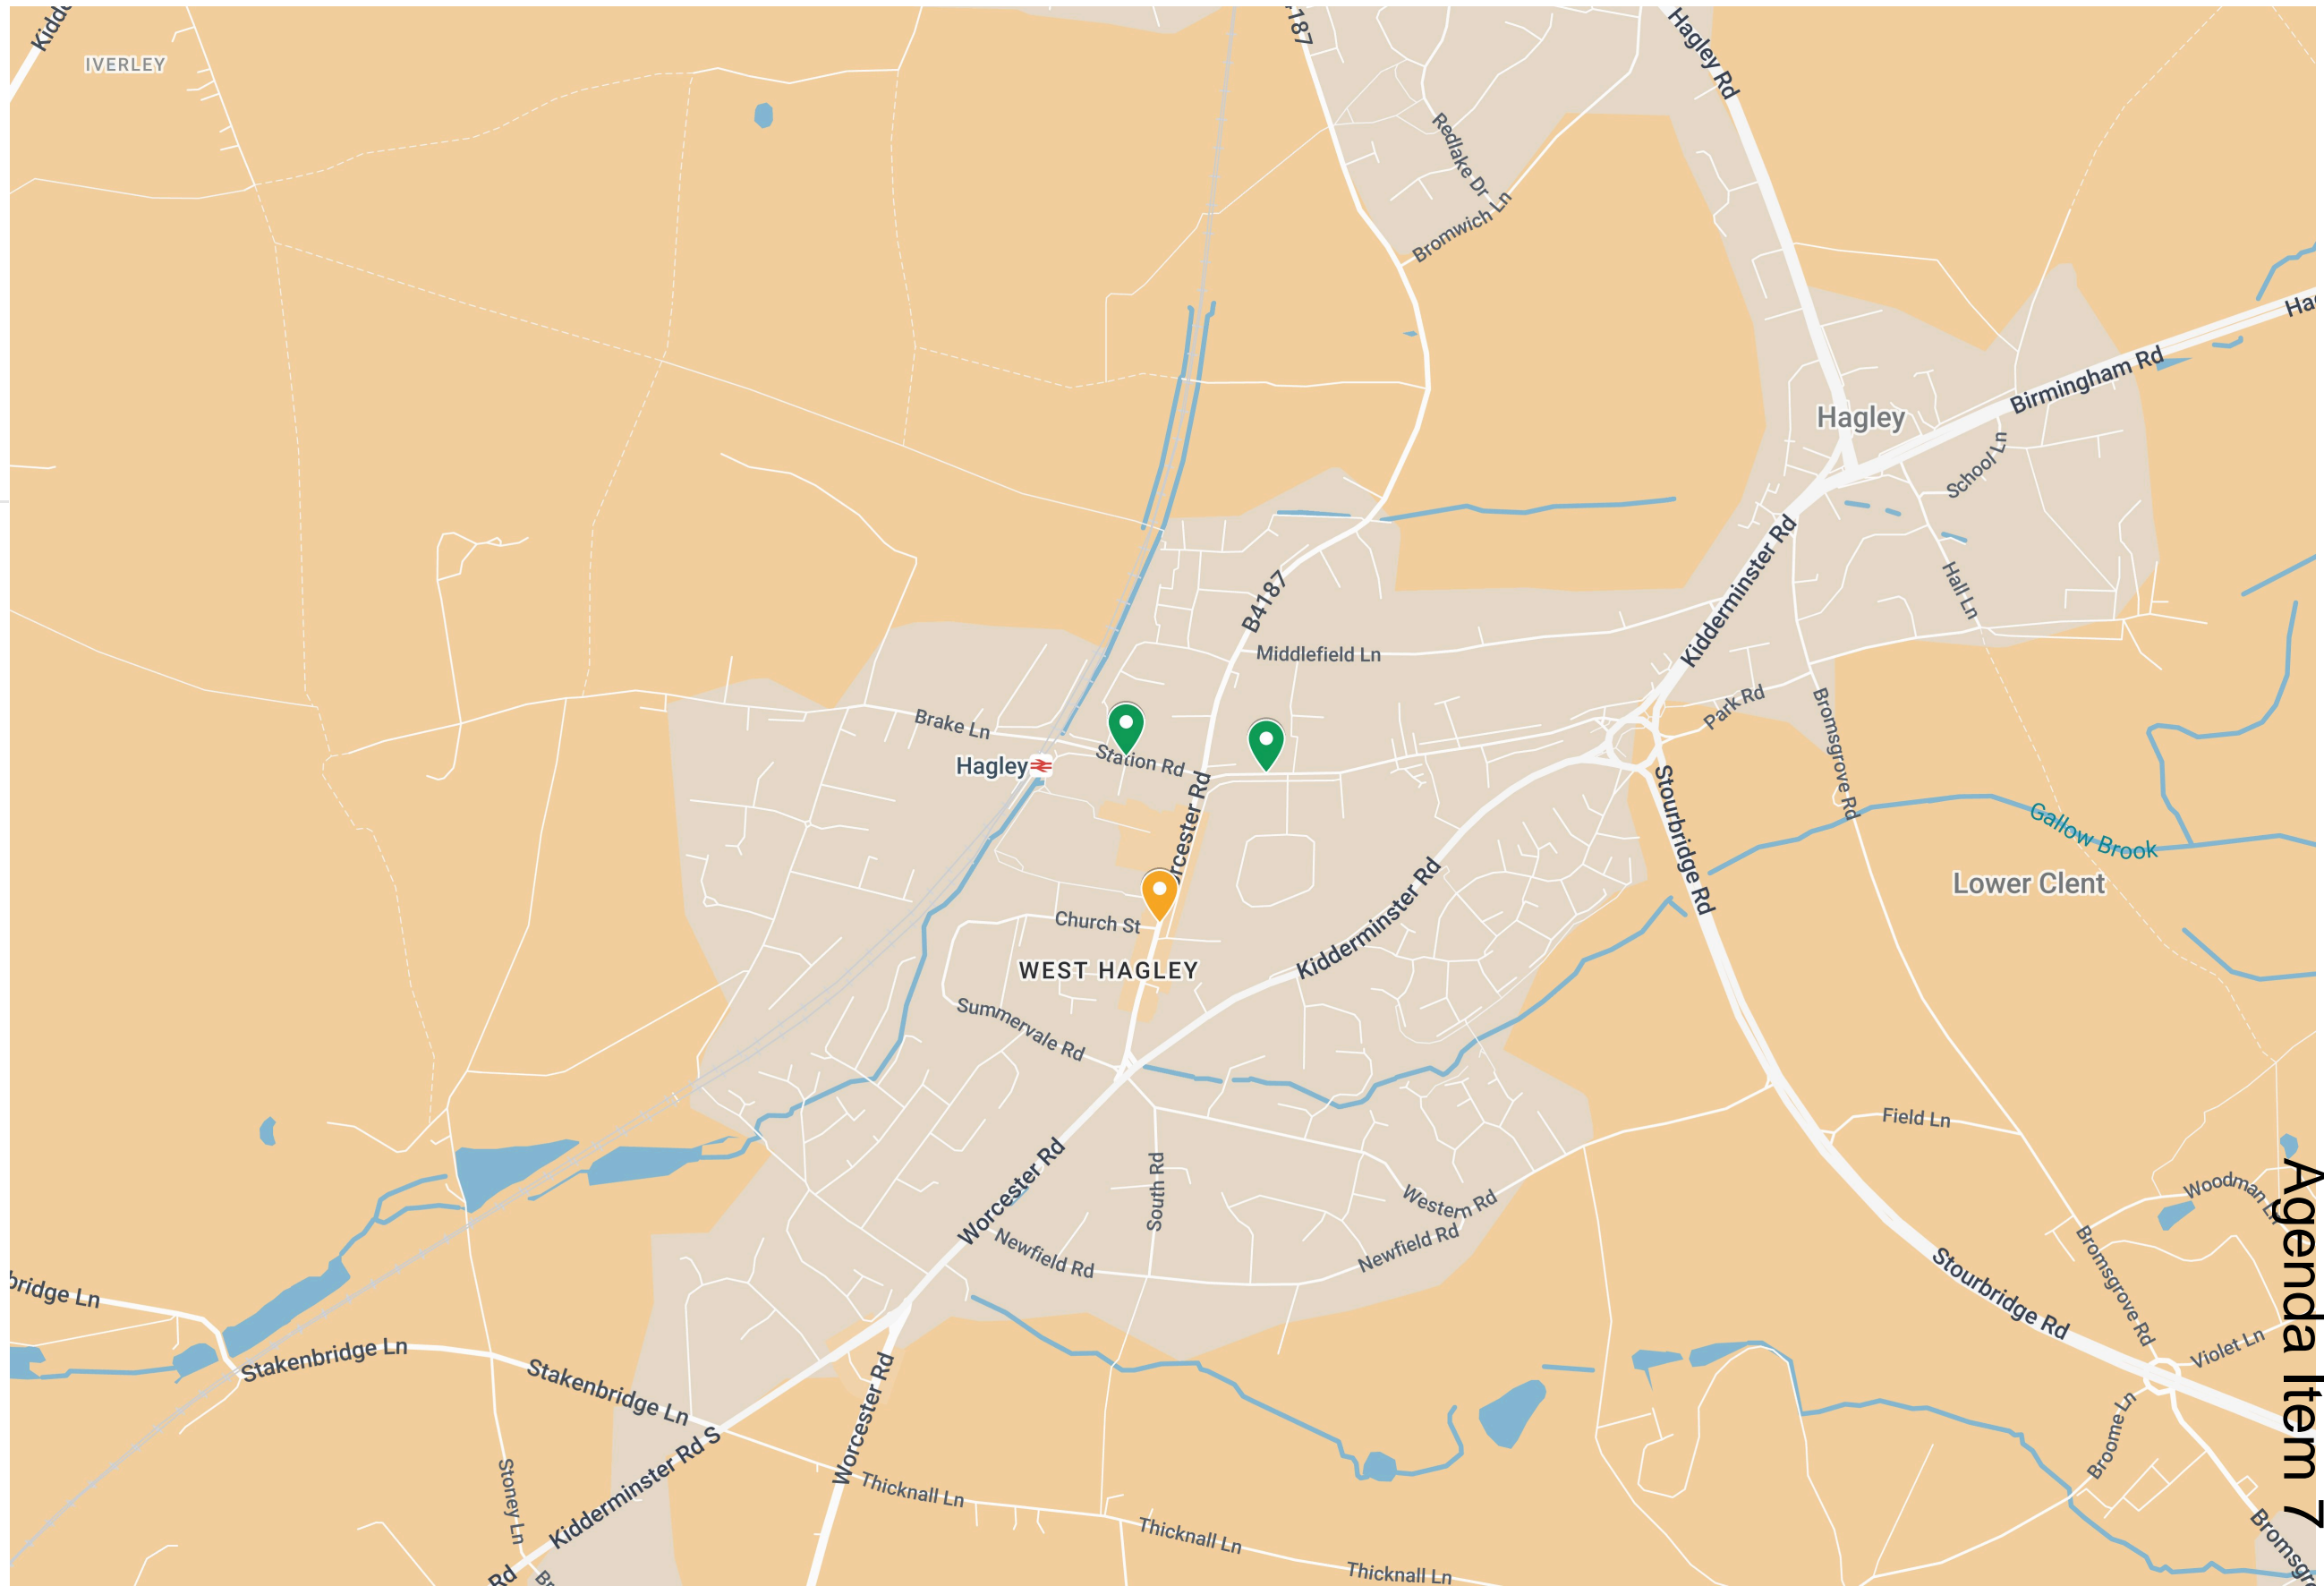 IVERLEY
Hagley Rd
Redlake Dr
Bromwich Ln
Hagley
Birmingham Rd
School Ln
Kidderminster Rd
Hall Ln
B4187
Middlefield Ln
Park Rd
Bromsgrove Rd
Brake Ln
Station Rd
Hagley
Stourbridge Rd
Gallow Brook
Lower Clent
Kidderminster Rd
Church St
WEST HAGLEY
Summervale Rd
Field Ln
Worcester Rd
South Rd
Western Rd
Newfield Rd
Newfield Rd
Woodman Ln
Bromsgrove Rd
Stourbridge Rd
Violet Ln
Broome Ln
bridge Ln
Stakenbridge Ln
Stakenbridge Ln
Worcester Rd
Kidderminster Rd S
Stoney Ln
Thicknall Ln
Thicknall Ln
Thicknall Ln
Rd
Agenda Item 7